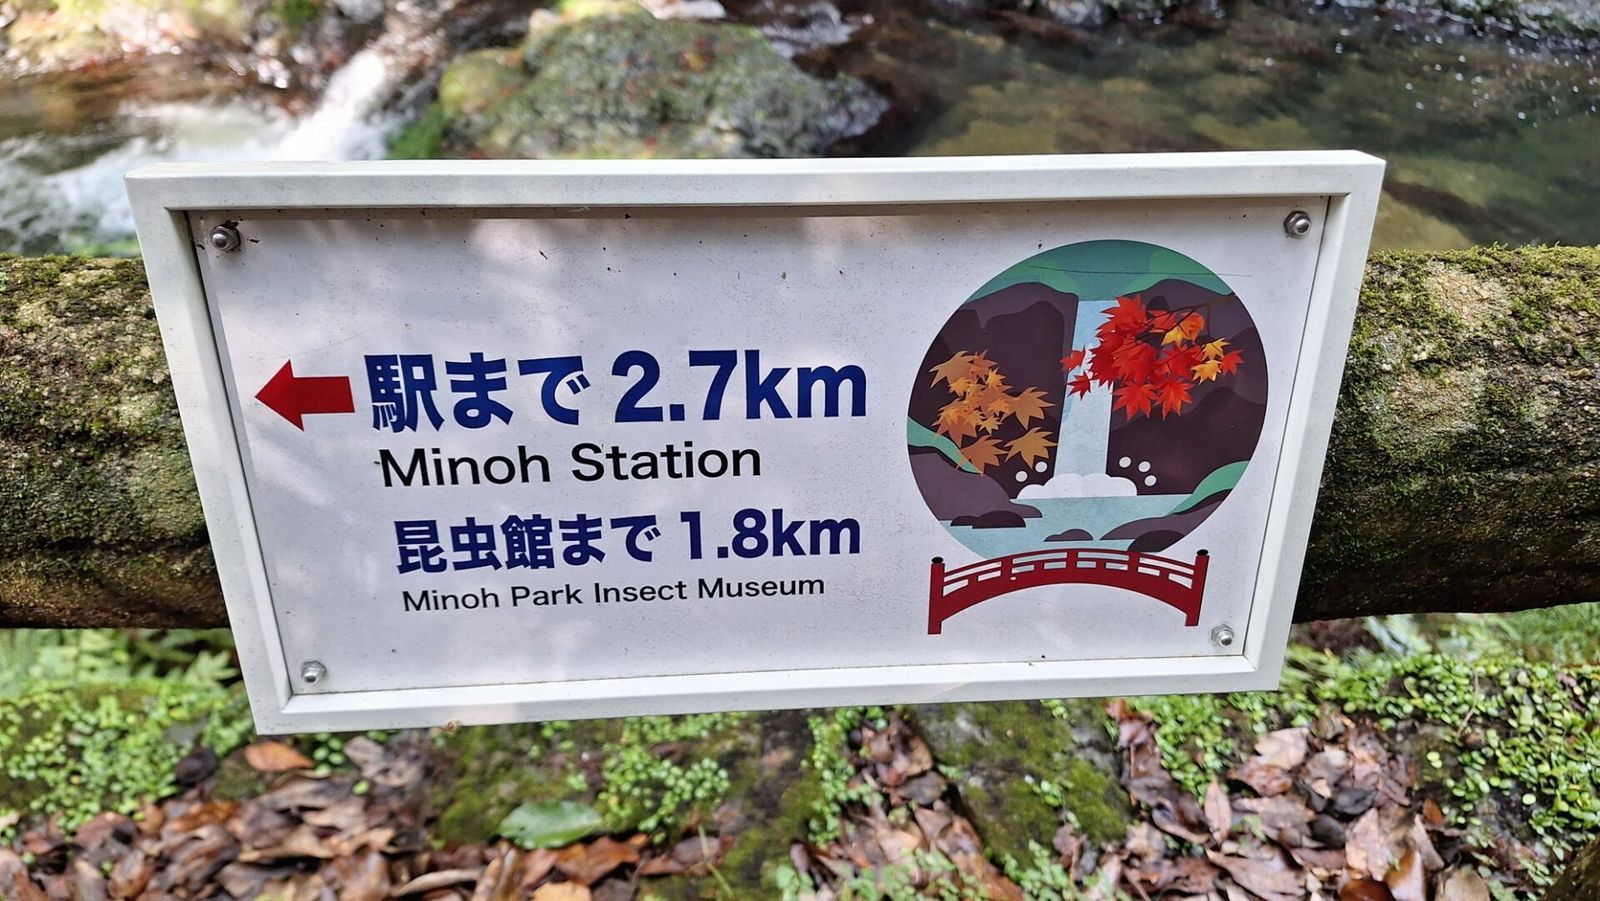 駅まで 2.7km
Minoh Station
昆虫館まで 1.8km
Minoh Park Insect Museum